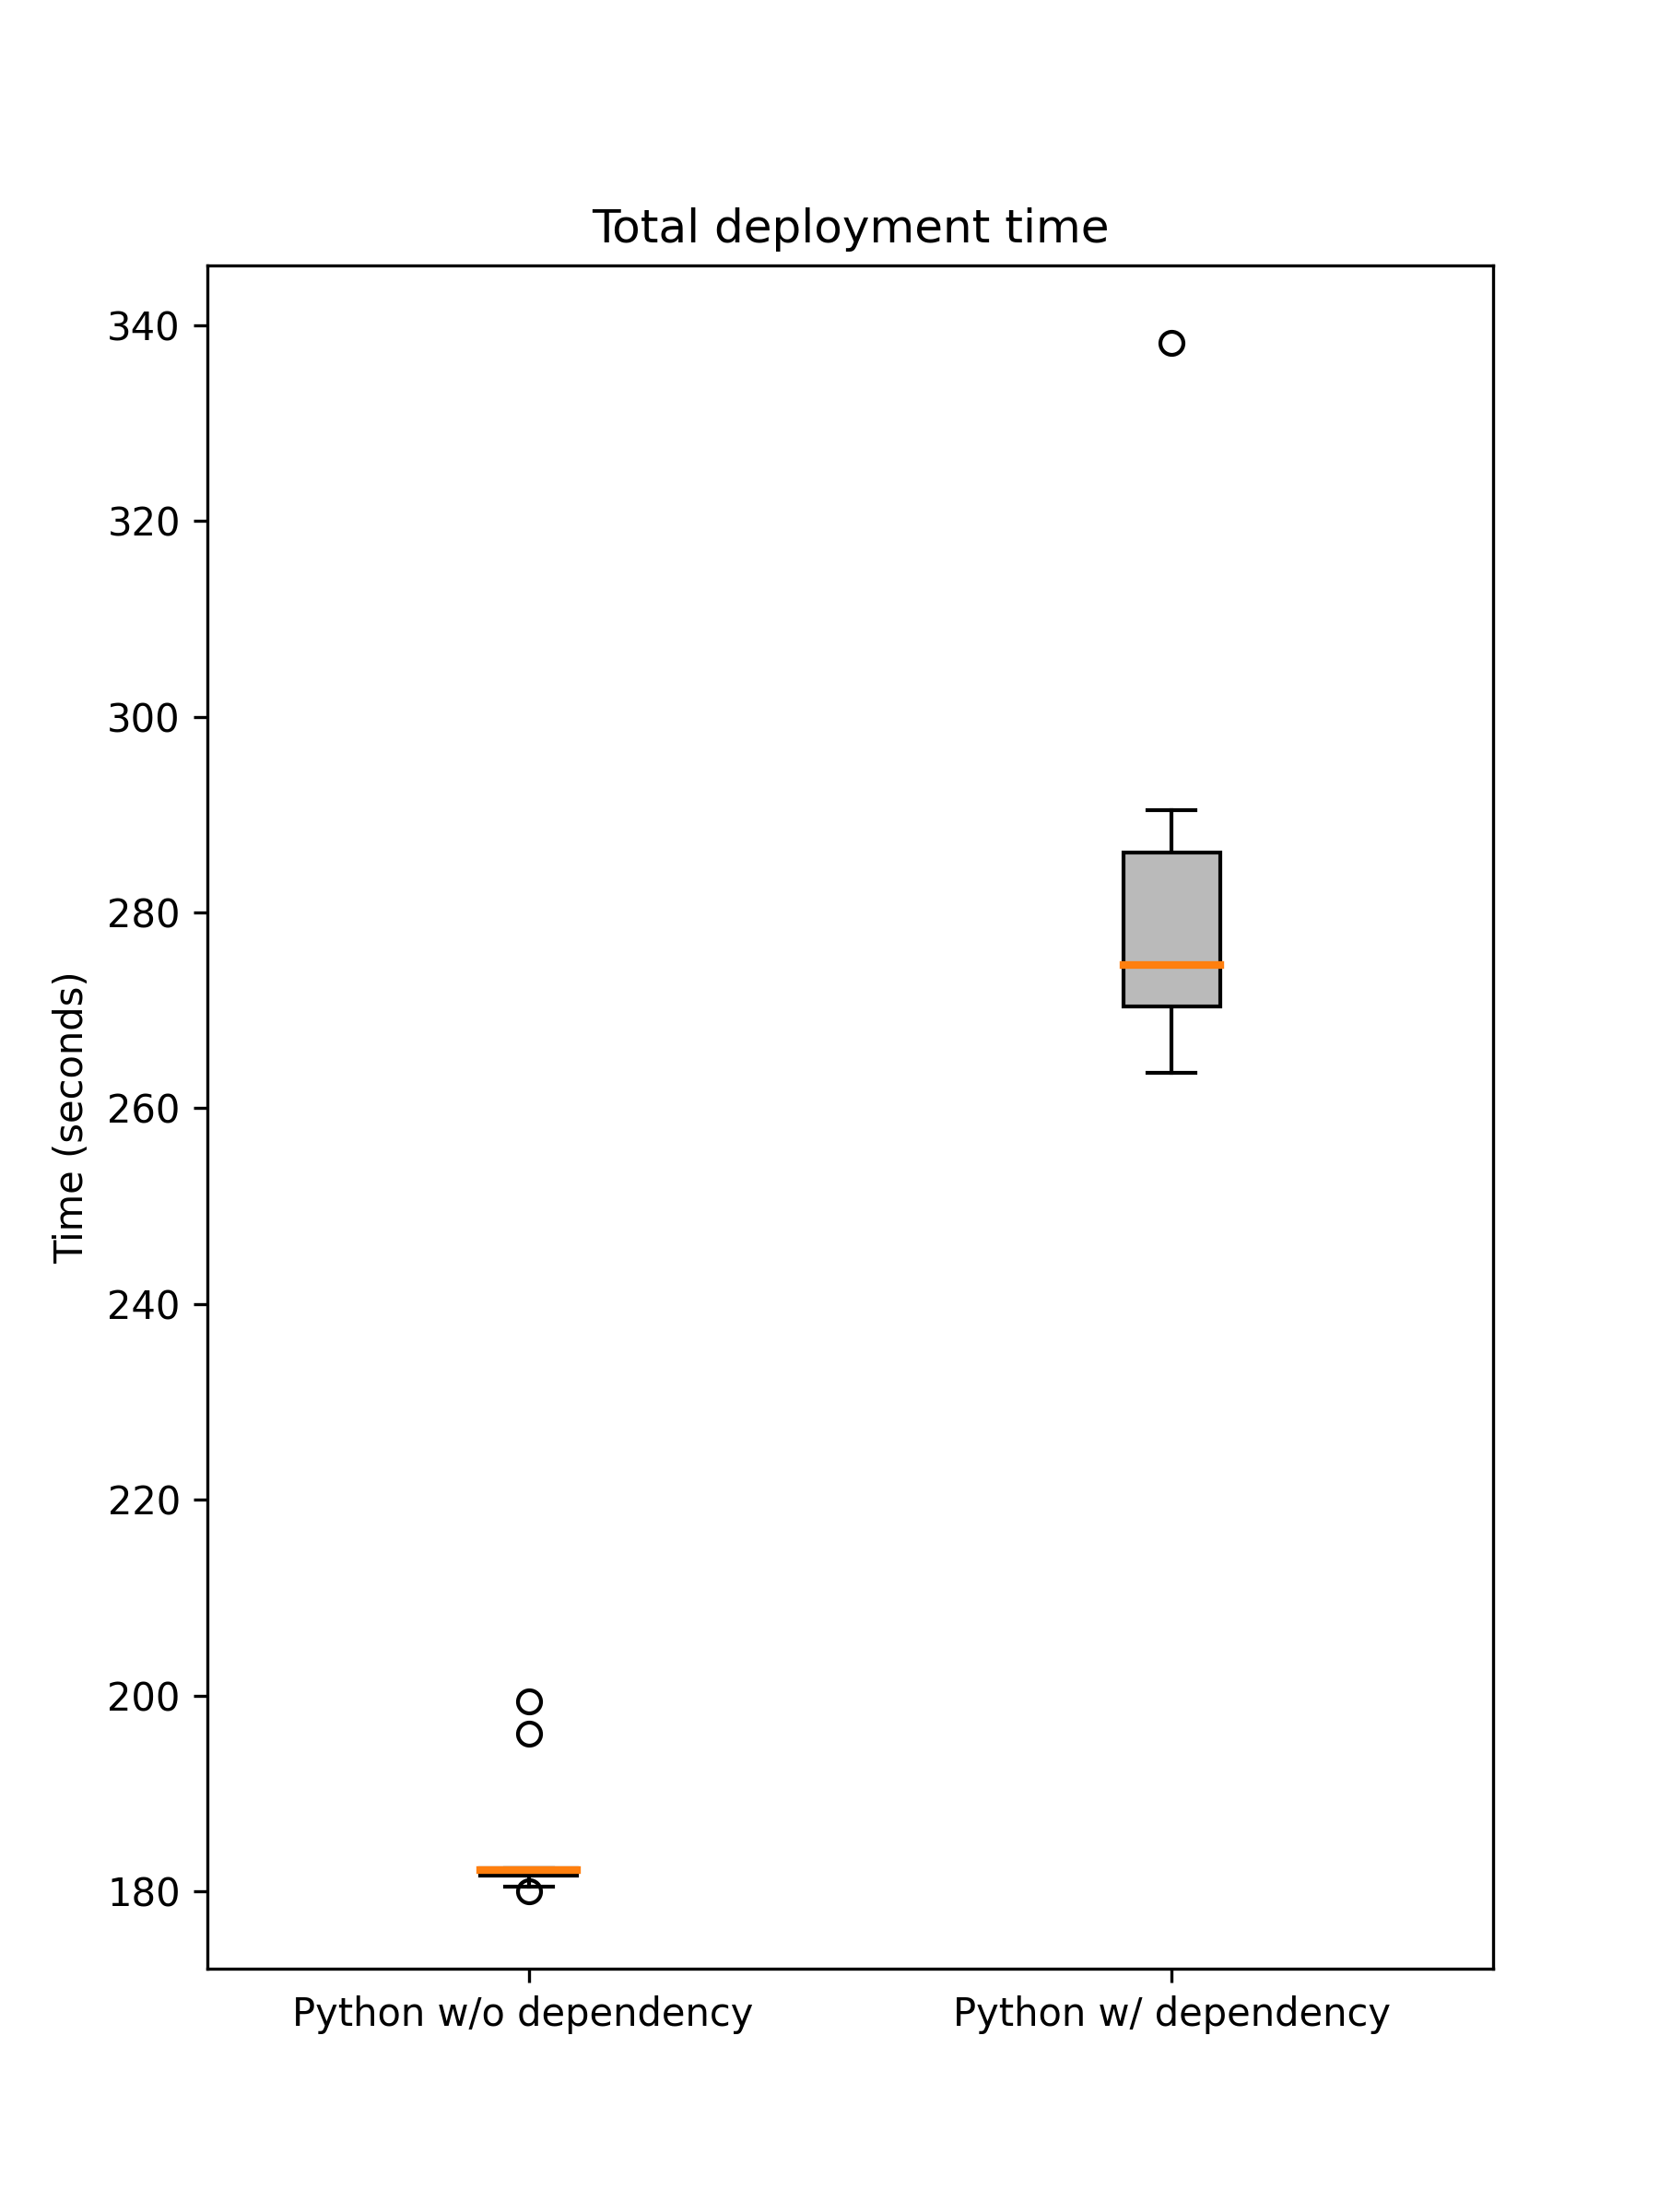 Total deployment time
340
320
300
280
260
240
220
200
180
Time (seconds)
Python w/o dependency
Python w/ dependency